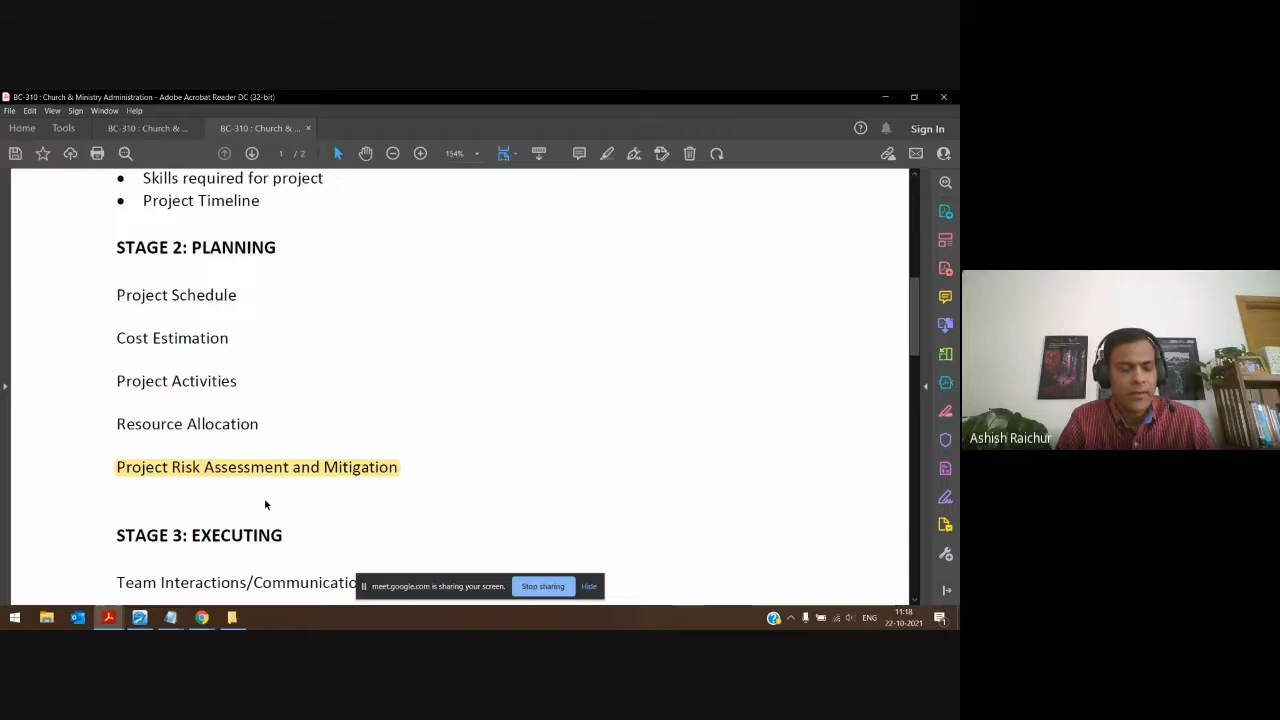 BC-310 : Church & Ministry Administration - Adobe Acrobat Reader DC (32-bit)
File Edit View Sign Window Help
Home Tools BC-310 : Church & ... BC-310 : Church & ... × Sign In
1 / 2 154%
• Skills required for project
• Project Timeline
STAGE 2: PLANNING
Project Schedule
Cost Estimation
Project Activities
Resource Allocation
Project Risk Assessment and Mitigation
STAGE 3: EXECUTING
Team Interactions/Communicatio
meet.google.com is sharing your screen. Stop sharing Hide
ENG 11:18
22-10-2021
Ashish Raichur